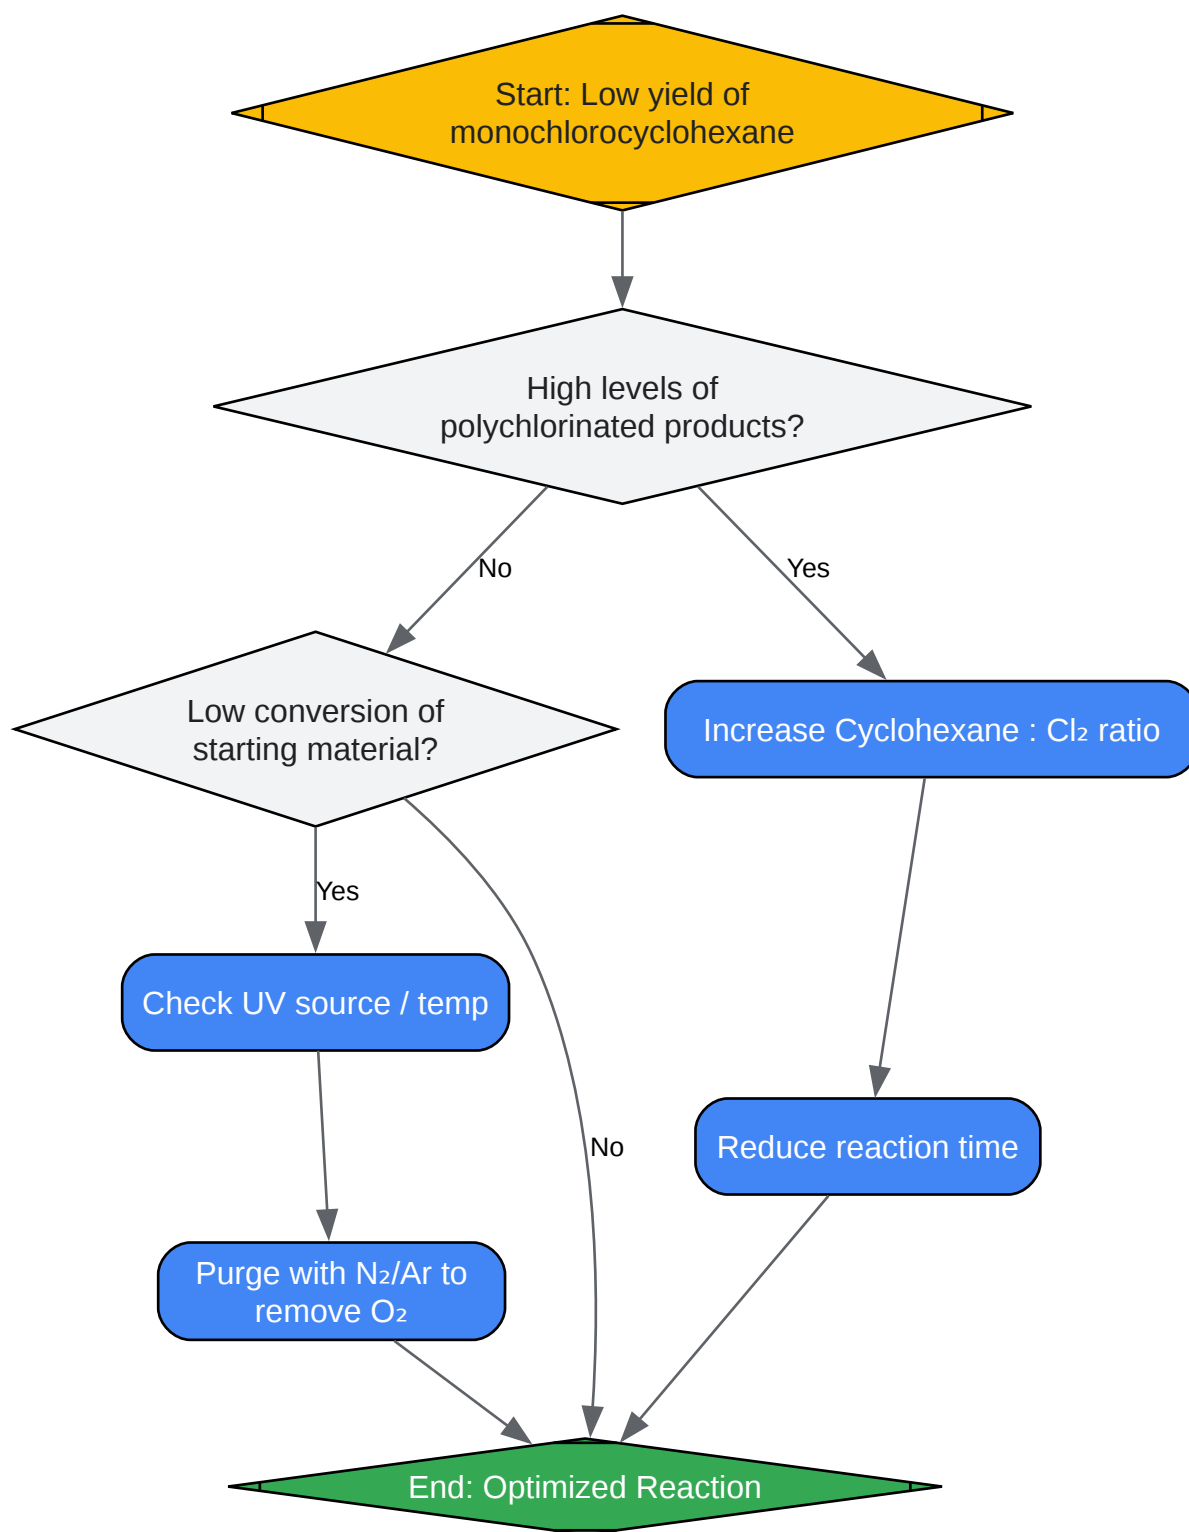 Start: Low yield of
monochlorocyclohexane
High levels of
polychlorinated products?
No
Yes
Low conversion of
starting material?
Increase Cyclohexane : Cl₂ ratio
Yes
Check UV source / temp
No
Reduce reaction time
Purge with N₂/Ar to
remove O₂
End: Optimized Reaction